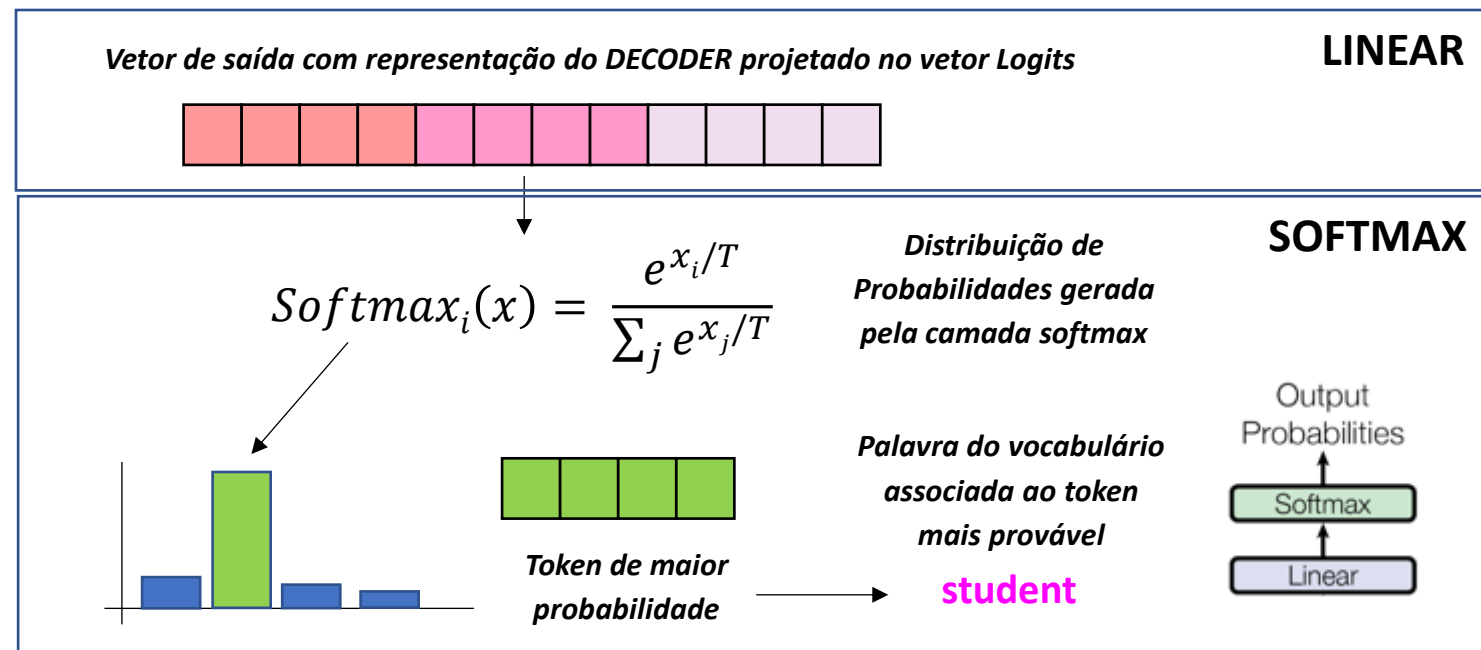 Vetor de saída com representação do DECODER projetado no vetor Logits
LINEAR
SOFTMAX
Softmax_i(x) = e^{x_i/T} / ∑_j e^{x_j/T}
Distribuição de
Probabilidades gerada
pela camada softmax
Token de maior
probabilidade
Palavra do vocabulário
associada ao token
mais provável
student
Output
Probabilities
Softmax
Linear